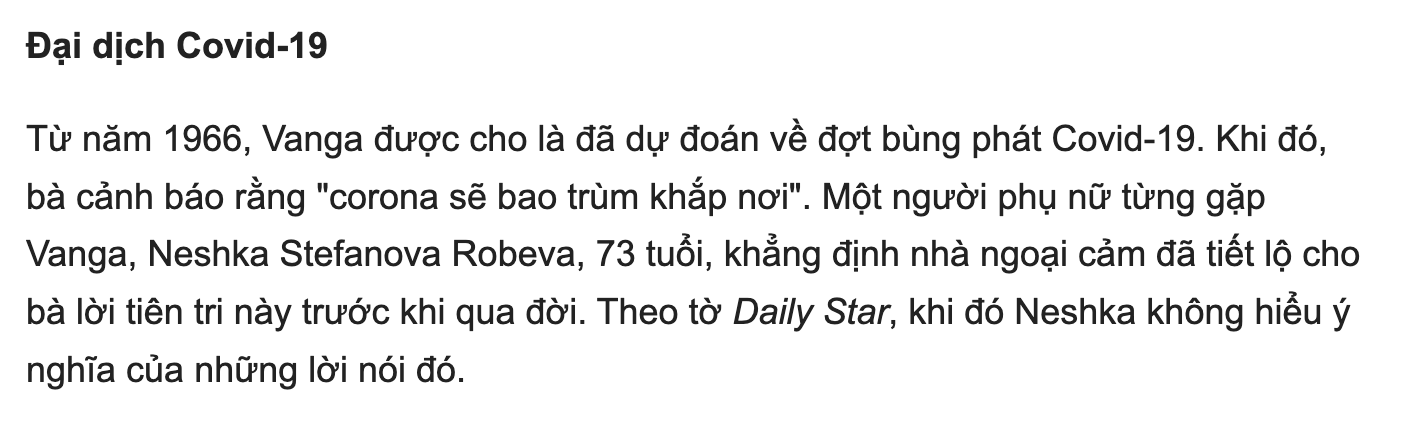 Đại dịch Covid-19
Từ năm 1966, Vanga được cho là đã dự đoán về đợt bùng phát Covid-19. Khi đó,
bà cảnh báo rằng "corona sẽ bao trùm khắp nơi". Một người phụ nữ từng gặp
Vanga, Neshka Stefanova Robeva, 73 tuổi, khẳng định nhà ngoại cảm đã tiết lộ cho
bà lời tiên tri này trước khi qua đời. Theo tờ Daily Star, khi đó Neshka không hiểu ý
nghĩa của những lời nói đó.